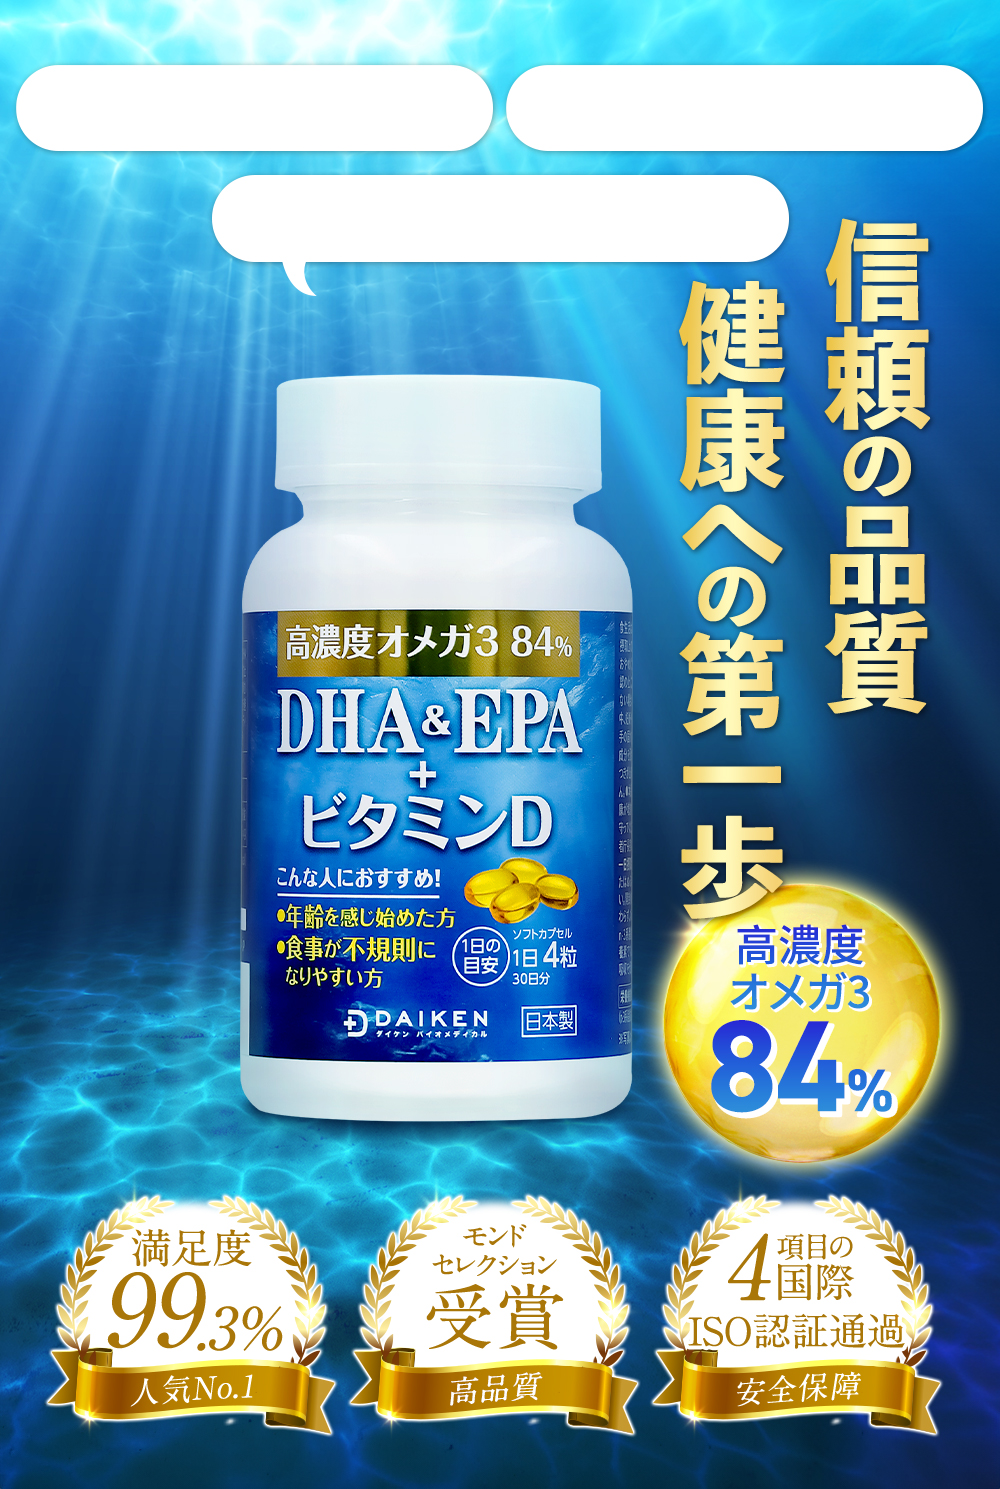 信頼の品質
健康への第一歩
高濃度オメガ3 84%
DHA&EPA
+
ビタミンD
こんな人におすすめ!
●年齢を感じ始めた方
●食事が不規則に
なりやすい方
1日の
目安
ソフトカプセル
1日4粒
30日分
DAIKEN
ダイケン バイオメディカル
日本製
高濃度
オメガ3
84%
満足度
99.3%
人気No.1
モンド
セレクション
受賞
高品質
4項目の
国際
ISO認証通過
安全保障